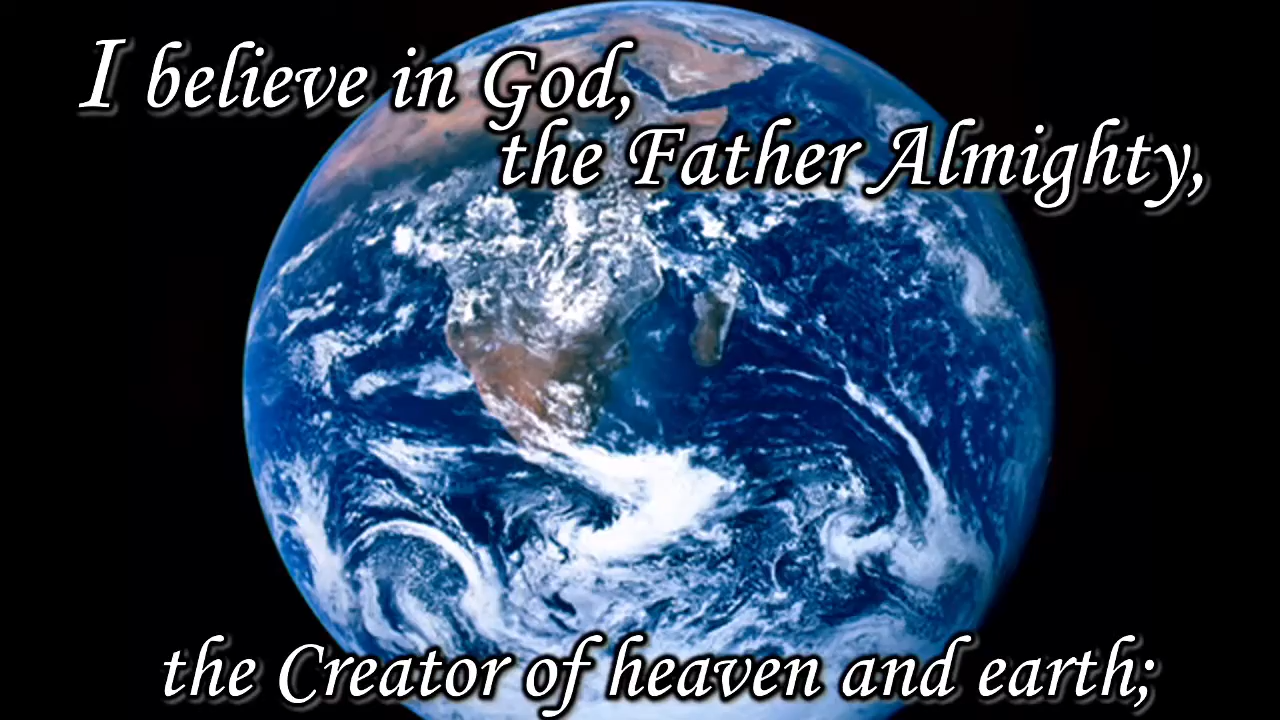 I believe in God,
the Father Almighty,
the Creator of heaven and earth;